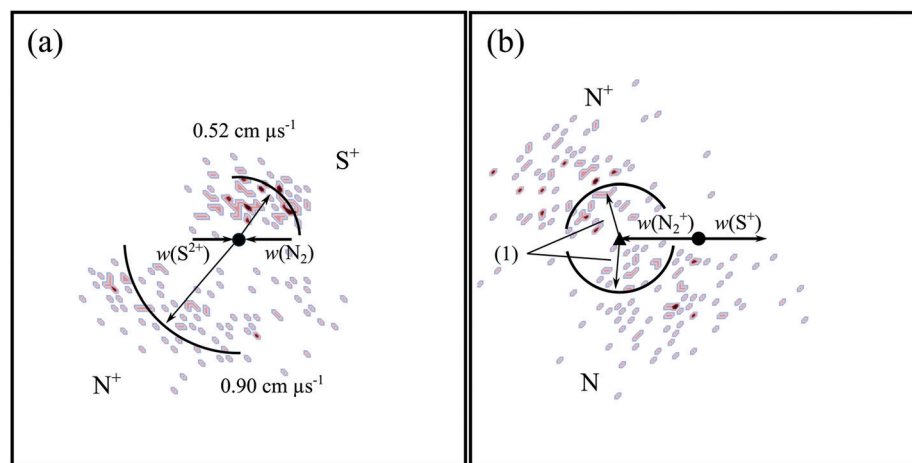 (a)
0.52 cm µs⁻¹
S⁺
w(S²⁺)
w(N₂)
N⁺
0.90 cm µs⁻¹
(b)
N⁺
w(N₂⁺)
w(S⁺)
(1)
N